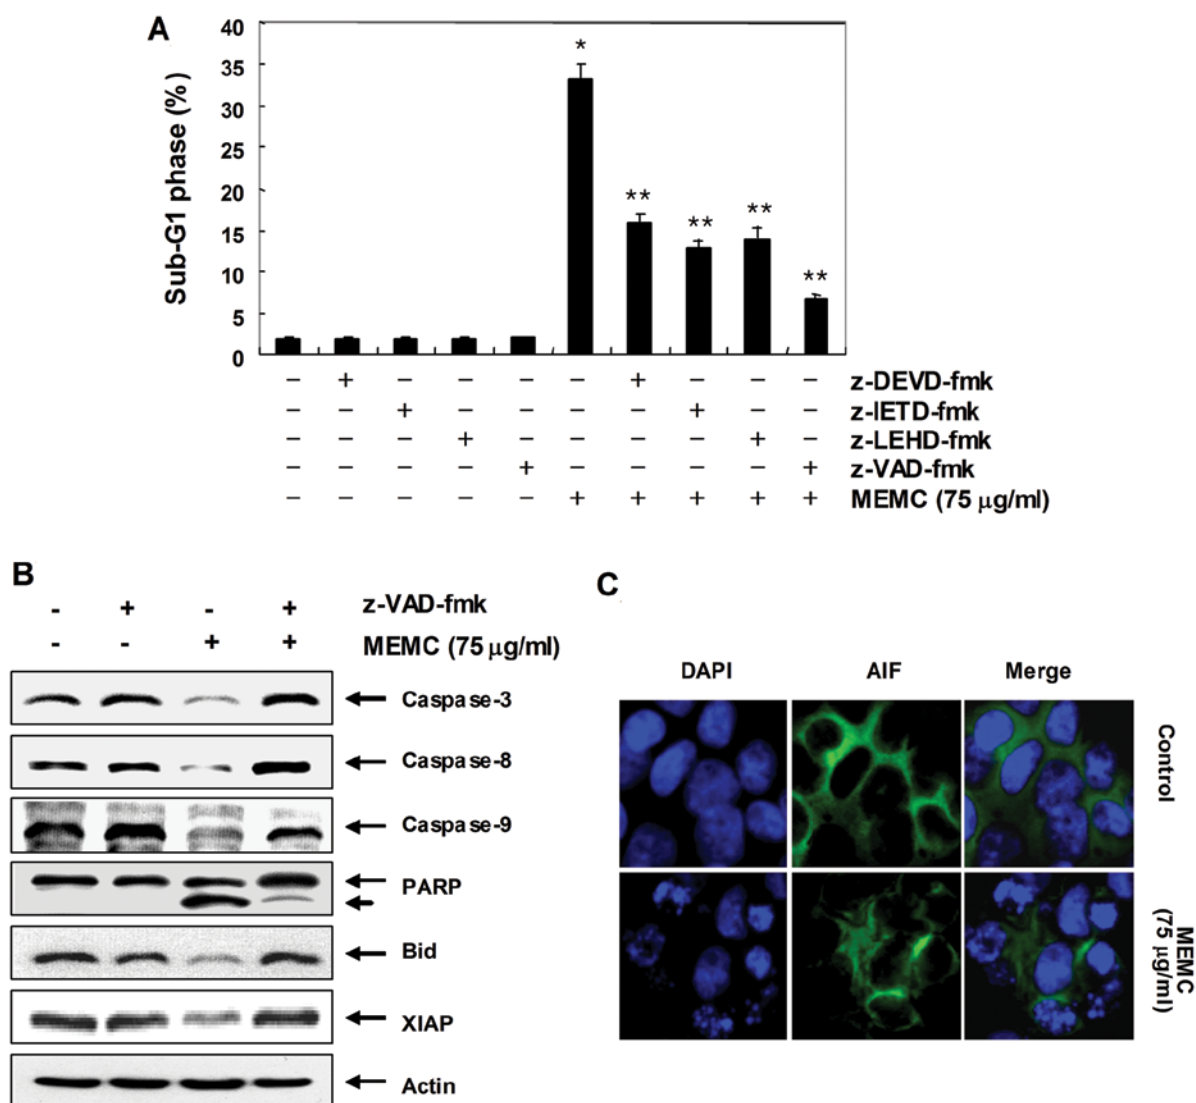 A
Sub-G1 phase (%)
40
35
30
25
20
15
10
5
0
*
**
**
**
**
− + − − − − + − − − z-DEVD-fmk
− − + − − − − + − − z-IETD-fmk
− − − + − − − − + − z-LEHD-fmk
− − − − + − − − − + z-VAD-fmk
− − − − − + + + + + MEMC (75 μg/ml)
B
- + - + z-VAD-fmk
- - + + MEMC (75 μg/ml)
Caspase-3
Caspase-8
Caspase-9
PARP
Bid
XIAP
Actin
C
DAPI AIF Merge
Control
MEMC
(75 μg/ml)